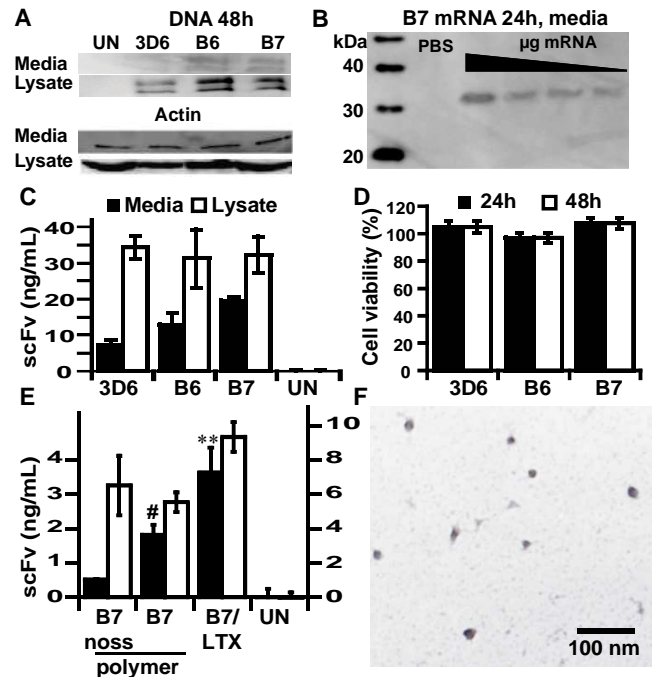 A
DNA 48h
UN 3D6 B6 B7
Media
Lysate
Actin
Media
Lysate
B
B7 mRNA 24h, media
kDa PBS µg mRNA
40
30
20
C
Media Lysate
scFv (ng/mL)
40
30
20
10
0
3D6 B6 B7 UN
D
24h 48h
Cell viability (%)
120
100
80
60
40
20
0
3D6 B6 B7
E
scFv (ng/mL)
4
3
2
1
0
# **
10
8
6
4
2
0
B7 B7 B7/ UN
noss LTX
polymer
F
100 nm